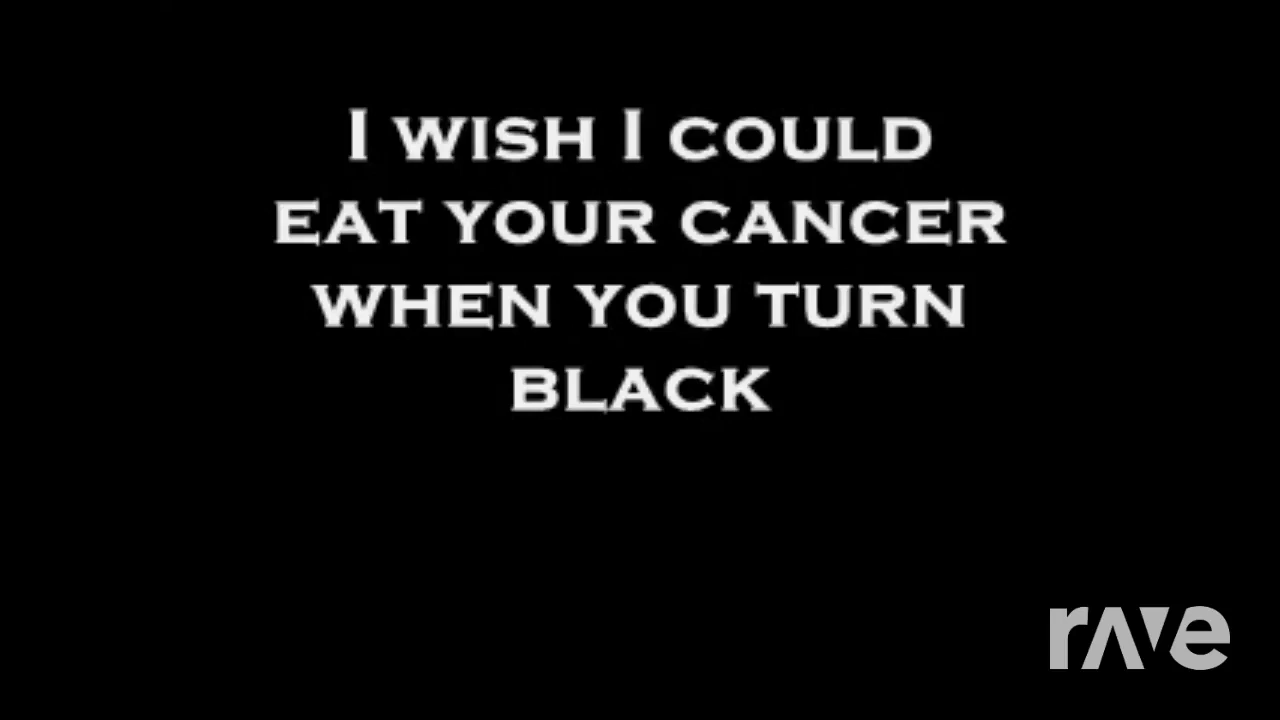 I WISH I COULD
EAT YOUR CANCER
WHEN YOU TURN
BLACK
rave